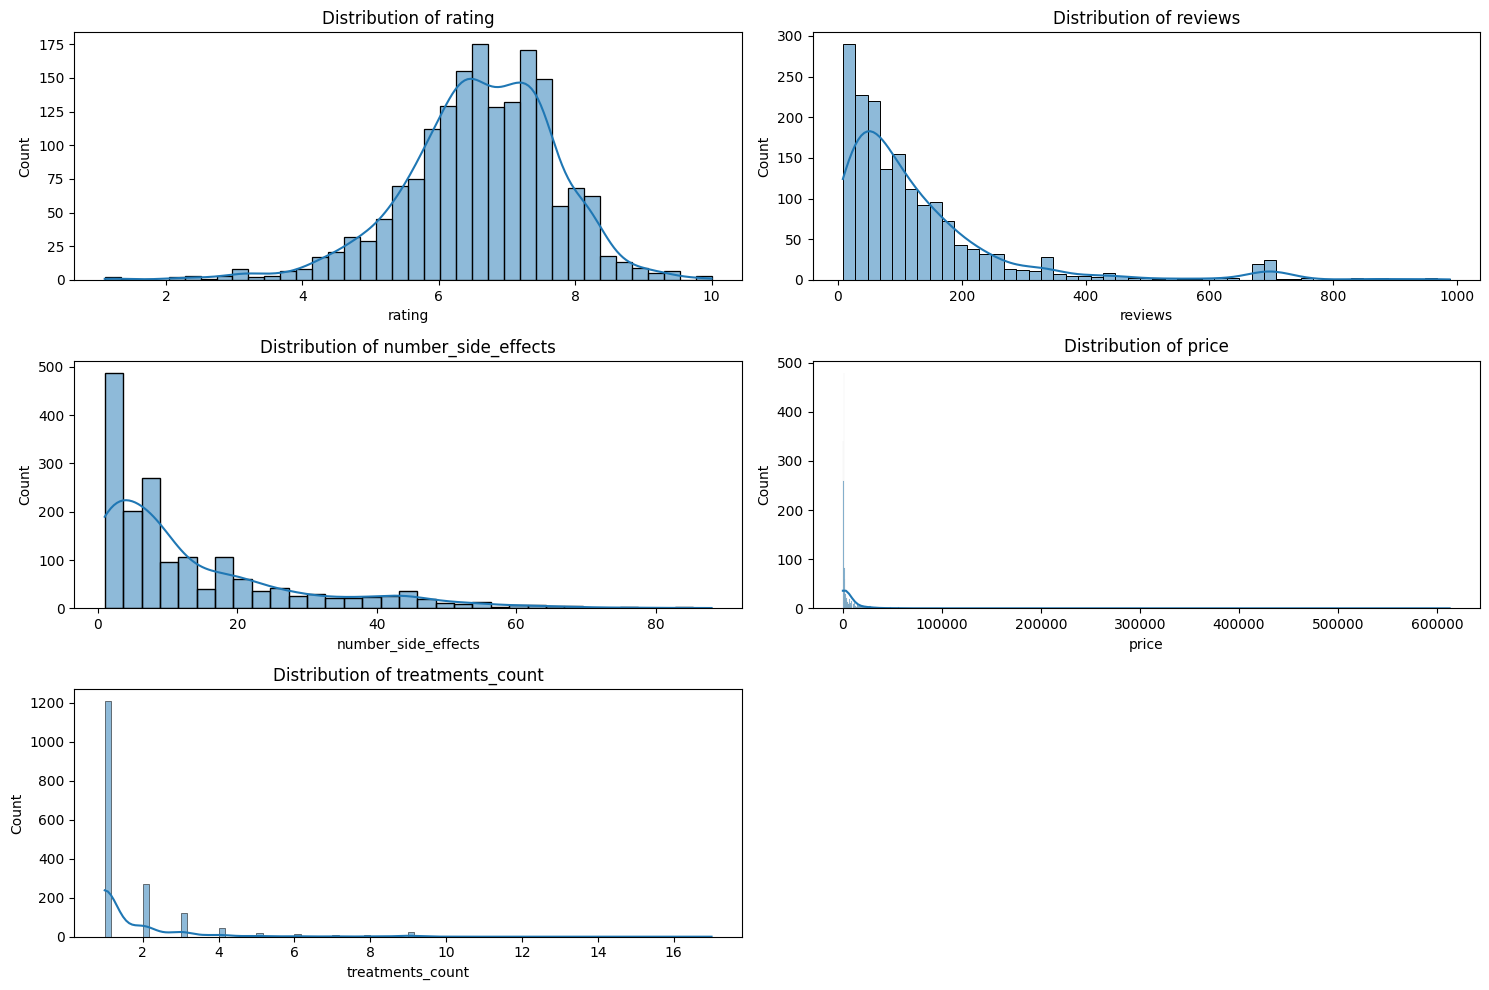 Distribution of rating
175
150
125
100
75
50
25
0
Count
2 4 6 8 10
rating
Distribution of reviews
300
250
200
150
100
50
0
Count
0 200 400 600 800 1000
reviews
Distribution of number_side_effects
500
400
300
200
100
0
Count
0 20 40 60 80
number_side_effects
Distribution of price
500
400
300
200
100
0
Count
0 100000 200000 300000 400000 500000 600000
price
Distribution of treatments_count
1200
1000
800
600
400
200
0
Count
2 4 6 8 10 12 14 16
treatments_count